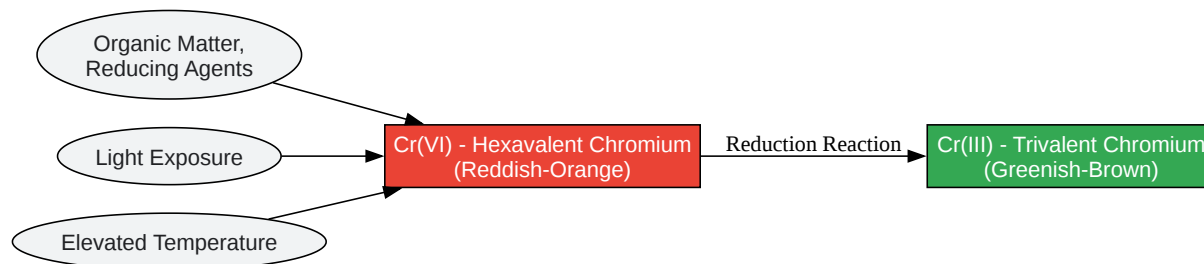 Organic Matter,
Reducing Agents
Light Exposure
Elevated Temperature
Cr(VI) - Hexavalent Chromium
(Reddish-Orange)
Reduction Reaction
Cr(III) - Trivalent Chromium
(Greenish-Brown)